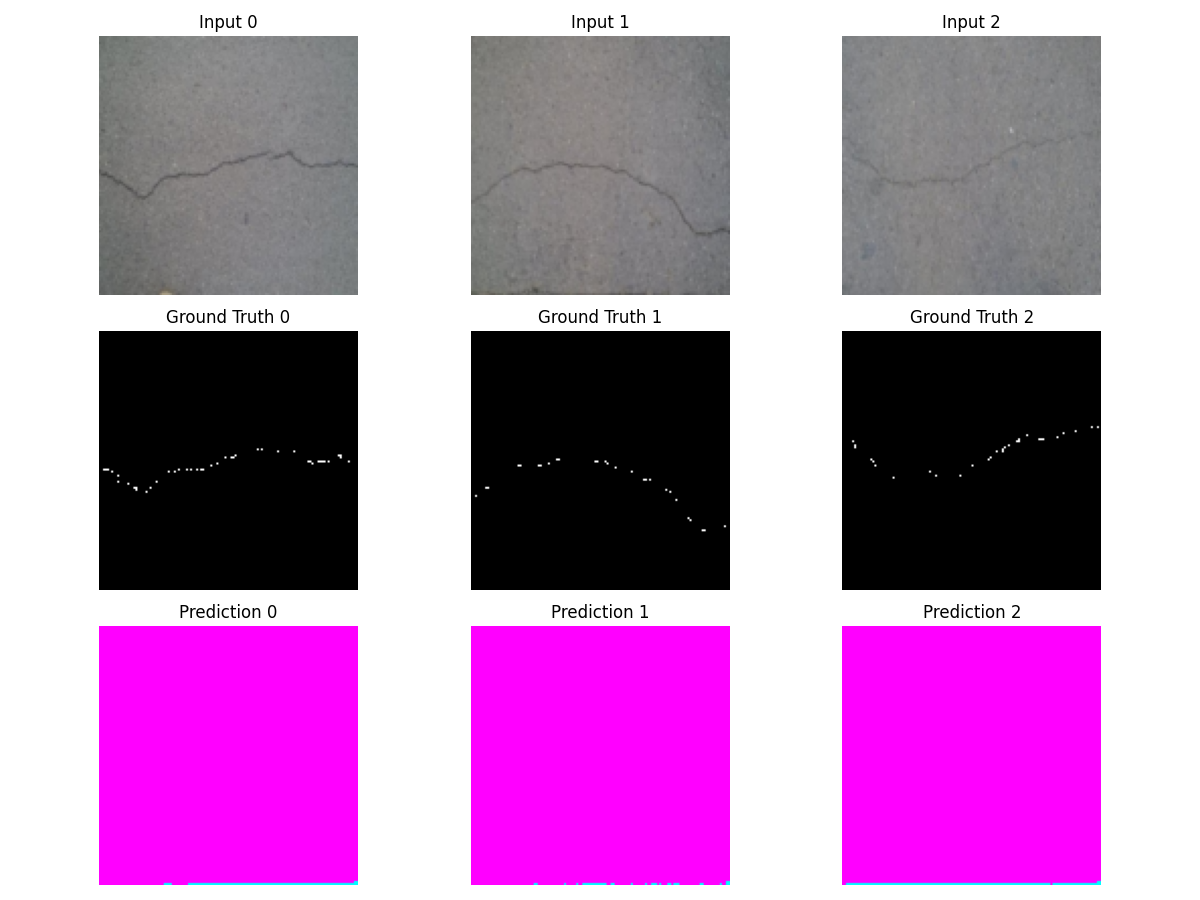 Input 0
Input 1
Input 2
Ground Truth 0
Ground Truth 1
Ground Truth 2
Prediction 0
Prediction 1
Prediction 2